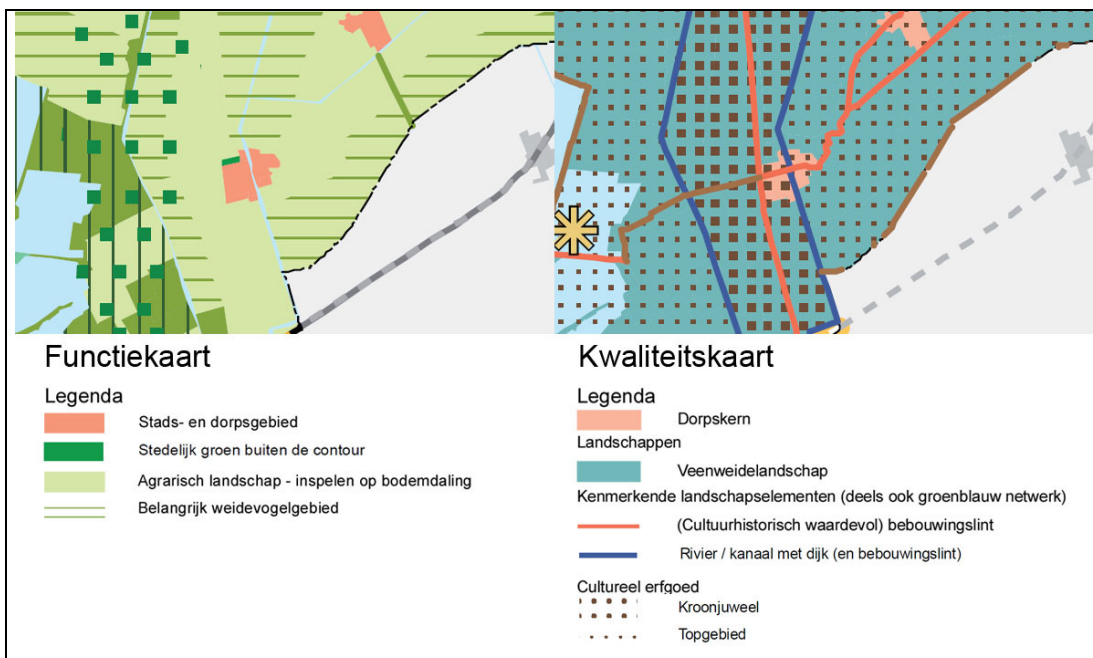 Functiekaart
Legenda
Stads- en dorpsgebied
Stedelijk groen buiten de contour
Agrarisch landschap - inspelen op bodemdaling
Belangrijk weidevogelgebied
Kwaliteitskaart
Legenda
Dorpskern
Landschappen
Veenweidelandschap
Kenmerkende landschapselementen (deels ook groenblauw netwerk)
(Cultuurhistorisch waardevol) bebouwingslint
Rivier / kanaal met dijk (en bebouwingslint)
Cultureel erfgoed
Kroonjuweel
Topgebied